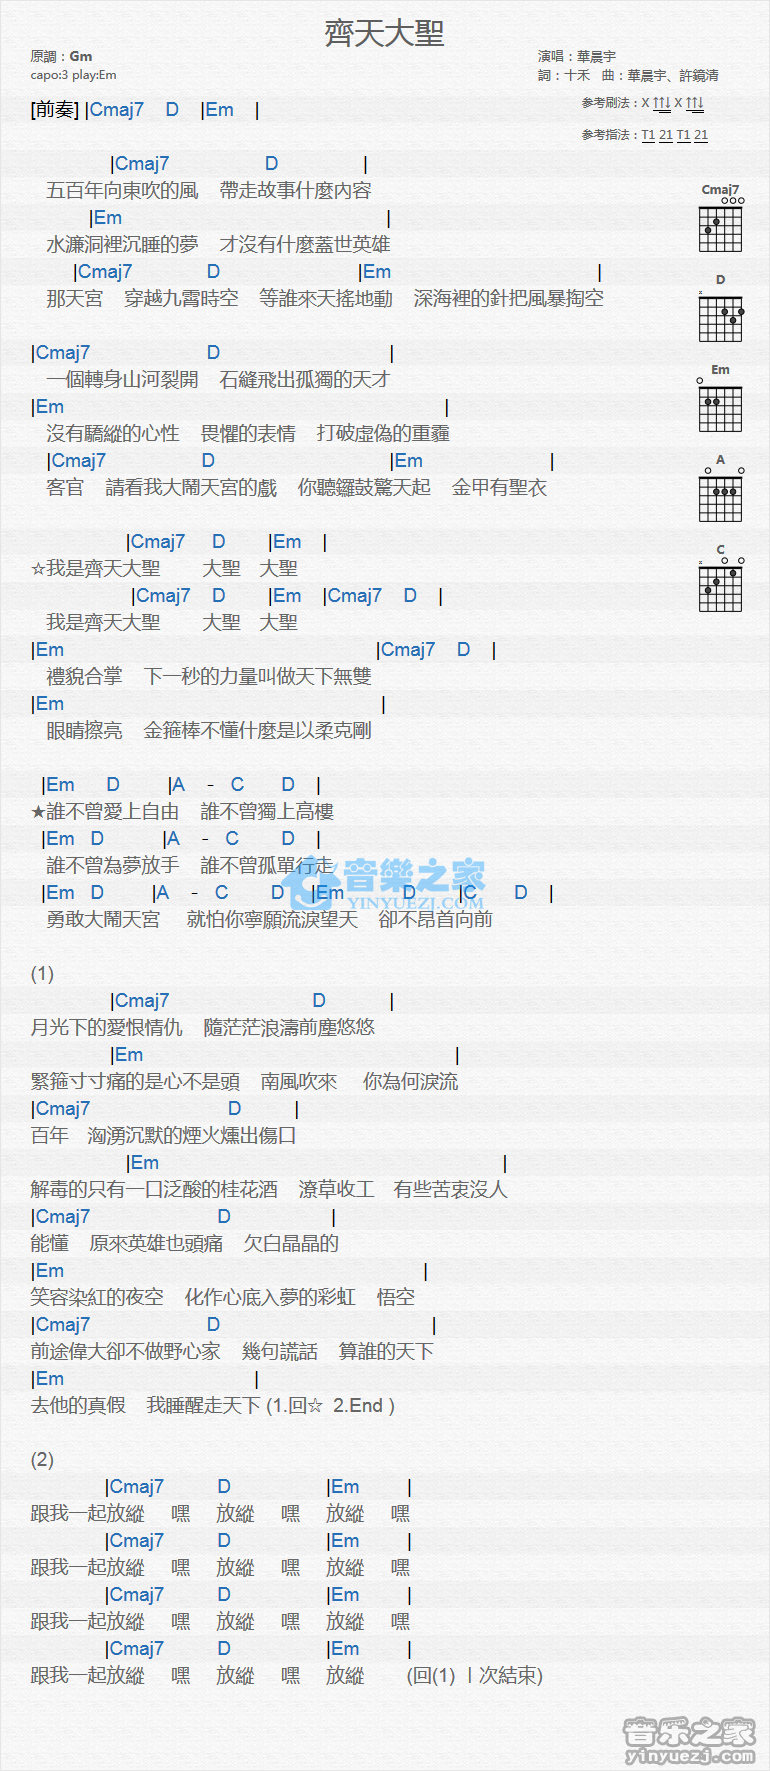 齊天大聖
原調：Gm
capo:3 play:Em
演唱：華晨宇
詞：十禾 曲：華晨宇、許鏡清
参考刷法：X ↑↑↓ X ↑↑↓
参考指法：T1 21 T1 21
[前奏] |Cmaj7 D |Em |
|Cmaj7 D |
五百年向東吹的風 帶走故事什麼內容
|Em |
水濂洞裡沉睡的夢 才沒有什麼蓋世英雄
|Cmaj7 D |Em |
那天宮 穿越九霄時空 等誰來天搖地動 深海裡的針把風暴掏空
|Cmaj7 D |
一個轉身山河裂開 石縫飛出孤獨的天才
|Em |
沒有驕縱的心性 畏懼的表情 打破虛偽的重霾
|Cmaj7 D |Em |
客官 請看我大鬧天宮的戲 你聽鑼鼓驚天起 金甲有聖衣
|Cmaj7 D |Em |
☆我是齊天大聖 大聖 大聖
|Cmaj7 D |Em |Cmaj7 D |
我是齊天大聖 大聖 大聖
|Em |Cmaj7 D |
禮貌合掌 下一秒的力量叫做天下無雙
|Em |
眼睛擦亮 金箍棒不懂什麼是以柔克剛
|Em D |A - C D |
★誰不曾愛上自由 誰不曾獨上高樓
|Em D |A - C D |
誰不曾為夢放手 誰不曾孤單行走
|Em D |A - C D |Em D |C D |
勇敢大鬧天宮 就怕你寧願流淚望天 卻不昂首向前
(1)
|Cmaj7 D |
月光下的愛恨情仇 隨茫茫浪濤前塵悠悠
|Em |
緊箍寸寸痛的是心不是頭 南風吹來 你為何淚流
|Cmaj7 D |
百年 洶湧沉默的煙火燻出傷口
|Em |
解毒的只有一口泛酸的桂花酒 潦草收工 有些苦衷沒人
|Cmaj7 D |
能懂 原來英雄也頭痛 欠白晶晶的
|Em |
笑容染紅的夜空 化作心底入夢的彩虹 悟空
|Cmaj7 D |
前途偉大卻不做野心家 幾句謊話 算誰的天下
|Em |
去他的真假 我睡醒走天下 (1.回☆ 2.End )
(2)
|Cmaj7 D |Em |
跟我一起放縱 嘿 放縱 嘿 放縱 嘿
|Cmaj7 D |Em |
跟我一起放縱 嘿 放縱 嘿 放縱 嘿
|Cmaj7 D |Em |
跟我一起放縱 嘿 放縱 嘿 放縱 嘿
|Cmaj7 D |Em |
跟我一起放縱 嘿 放縱 嘿 放縱 (回(1) ㅣ次結束)
Cmaj7
D
Em
A
C
音樂之家
YINYUEZJ.COM
音乐之家
yinyuezj.com